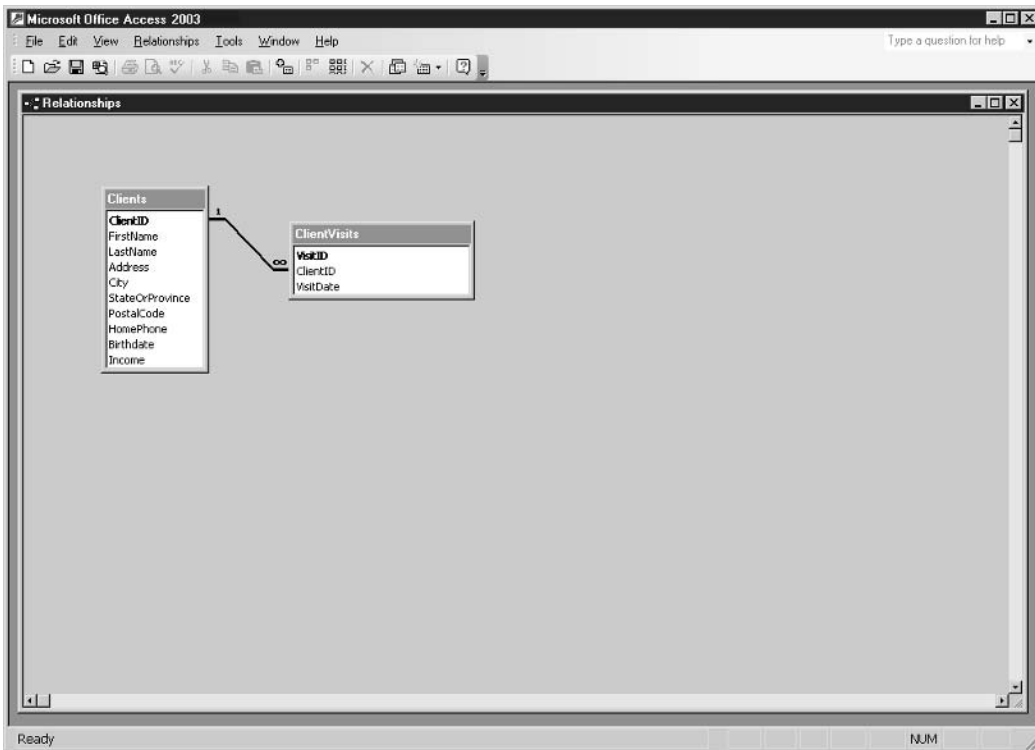 Microsoft Office Access 2003
File Edit View Relationships Tools Window Help
Type a question for help
Relationships
Clients
ClientID
FirstName
LastName
Address
City
StateOrProvince
PostalCode
HomePhone
Birthdate
Income
1
∞
ClientVisits
VisitID
ClientID
VisitDate
Ready
NUM